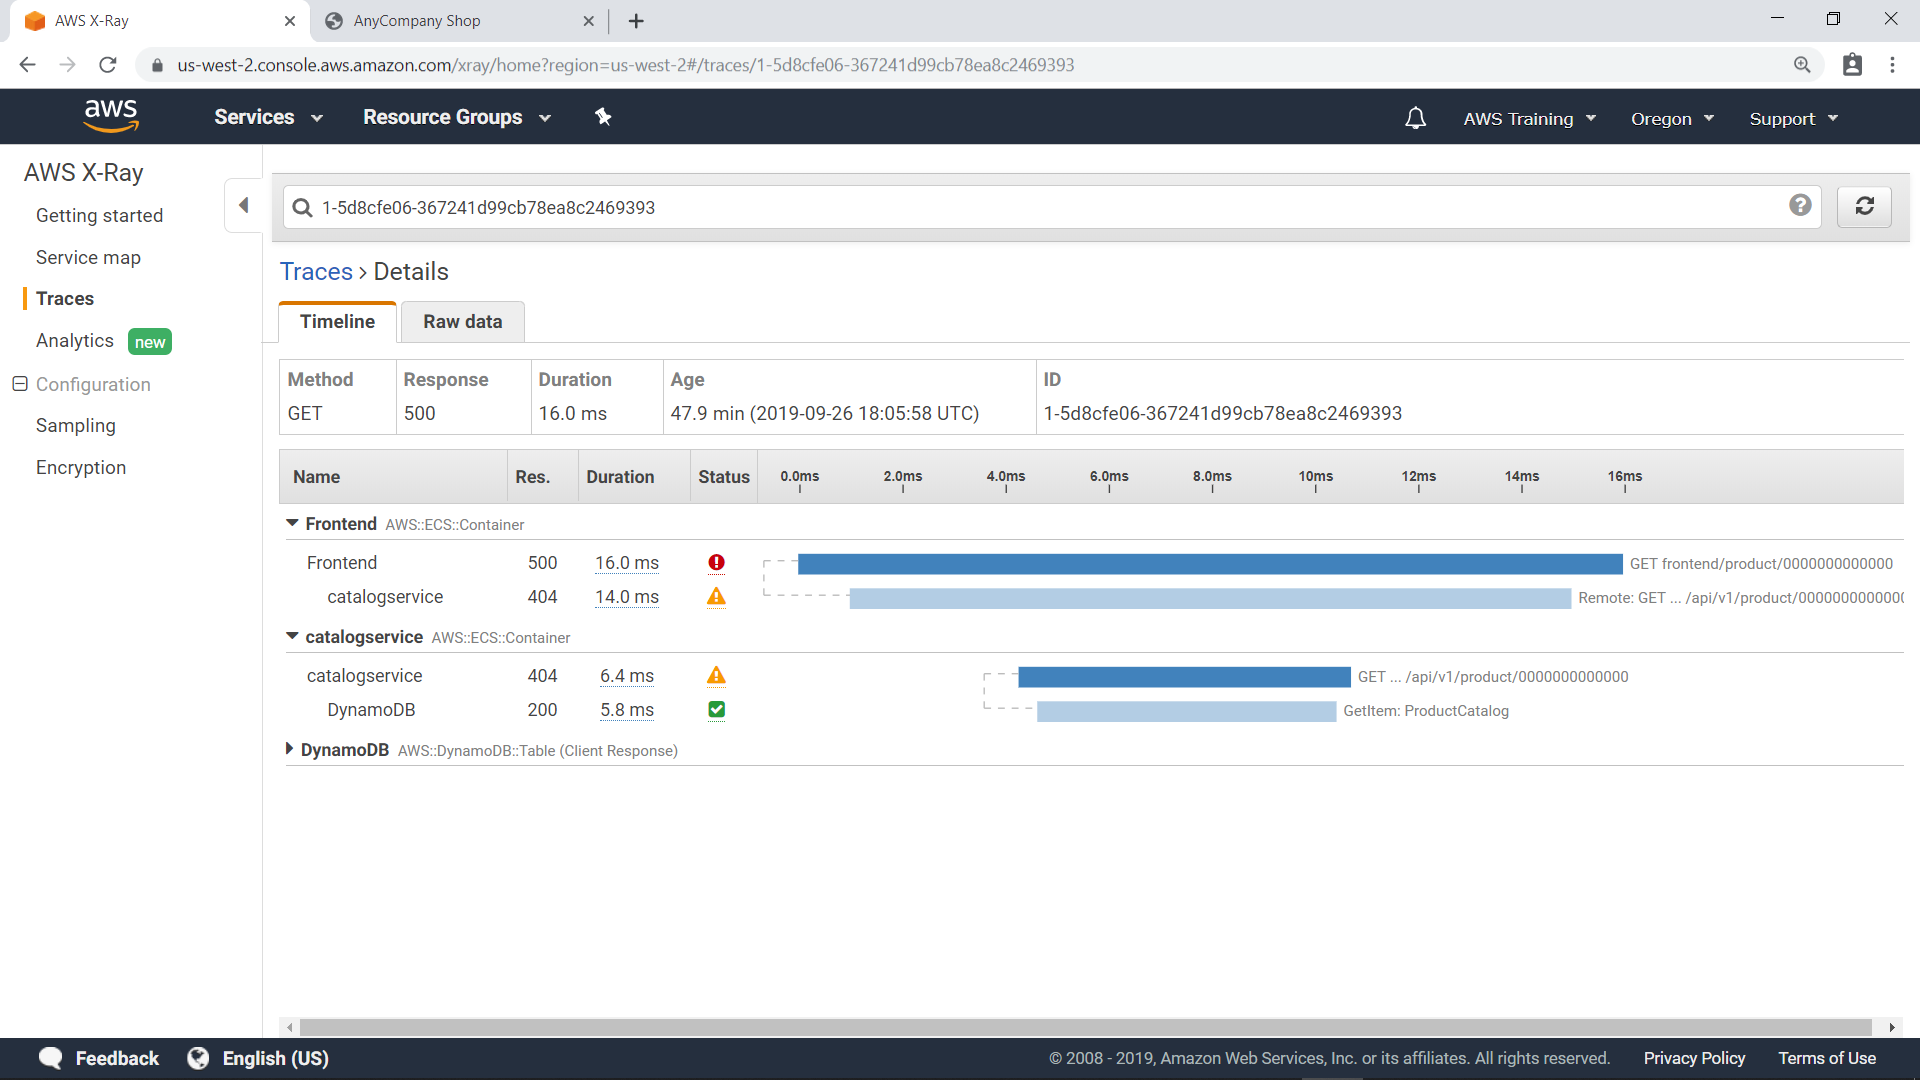 AWS X-Ray
AnyCompany Shop
us-west-2.console.aws.amazon.com/xray/home?region=us-west-2#/traces/1-5d8cfe06-367241d99cb78ea8c2469393
aws
Services
Resource Groups
AWS Training
Oregon
Support
AWS X-Ray
Getting started
Service map
Traces
Analytics new
Configuration
Sampling
Encryption
1-5d8cfe06-367241d99cb78ea8c2469393
Traces > Details
Timeline
Raw data
Method Response Duration Age ID
GET 500 16.0 ms 47.9 min (2019-09-26 18:05:58 UTC) 1-5d8cfe06-367241d99cb78ea8c2469393
Name Res. Duration Status 0.0ms 2.0ms 4.0ms 6.0ms 8.0ms 10ms 12ms 14ms 16ms
Frontend AWS::ECS::Container
Frontend 500 16.0 ms GET frontend/product/0000000000000
catalogservice 404 14.0 ms Remote: GET ... /api/v1/product/000000000000
catalogservice AWS::ECS::Container
catalogservice 404 6.4 ms GET ... /api/v1/product/0000000000000
DynamoDB 200 5.8 ms GetItem: ProductCatalog
DynamoDB AWS::DynamoDB::Table (Client Response)
Feedback
English (US)
© 2008 - 2019, Amazon Web Services, Inc. or its affiliates. All rights reserved.
Privacy Policy
Terms of Use